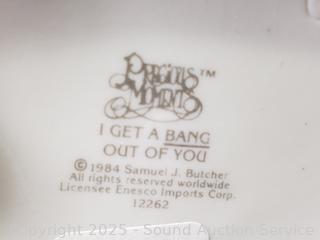 PRECIOUS MOMENTS™
I GET A BANG
OUT OF YOU
© 1984 Samuel J. Butcher
All rights reserved worldwide
Licensee Enesco Imports Corp.
12262
Copyright 2025 - Sound Auction Service